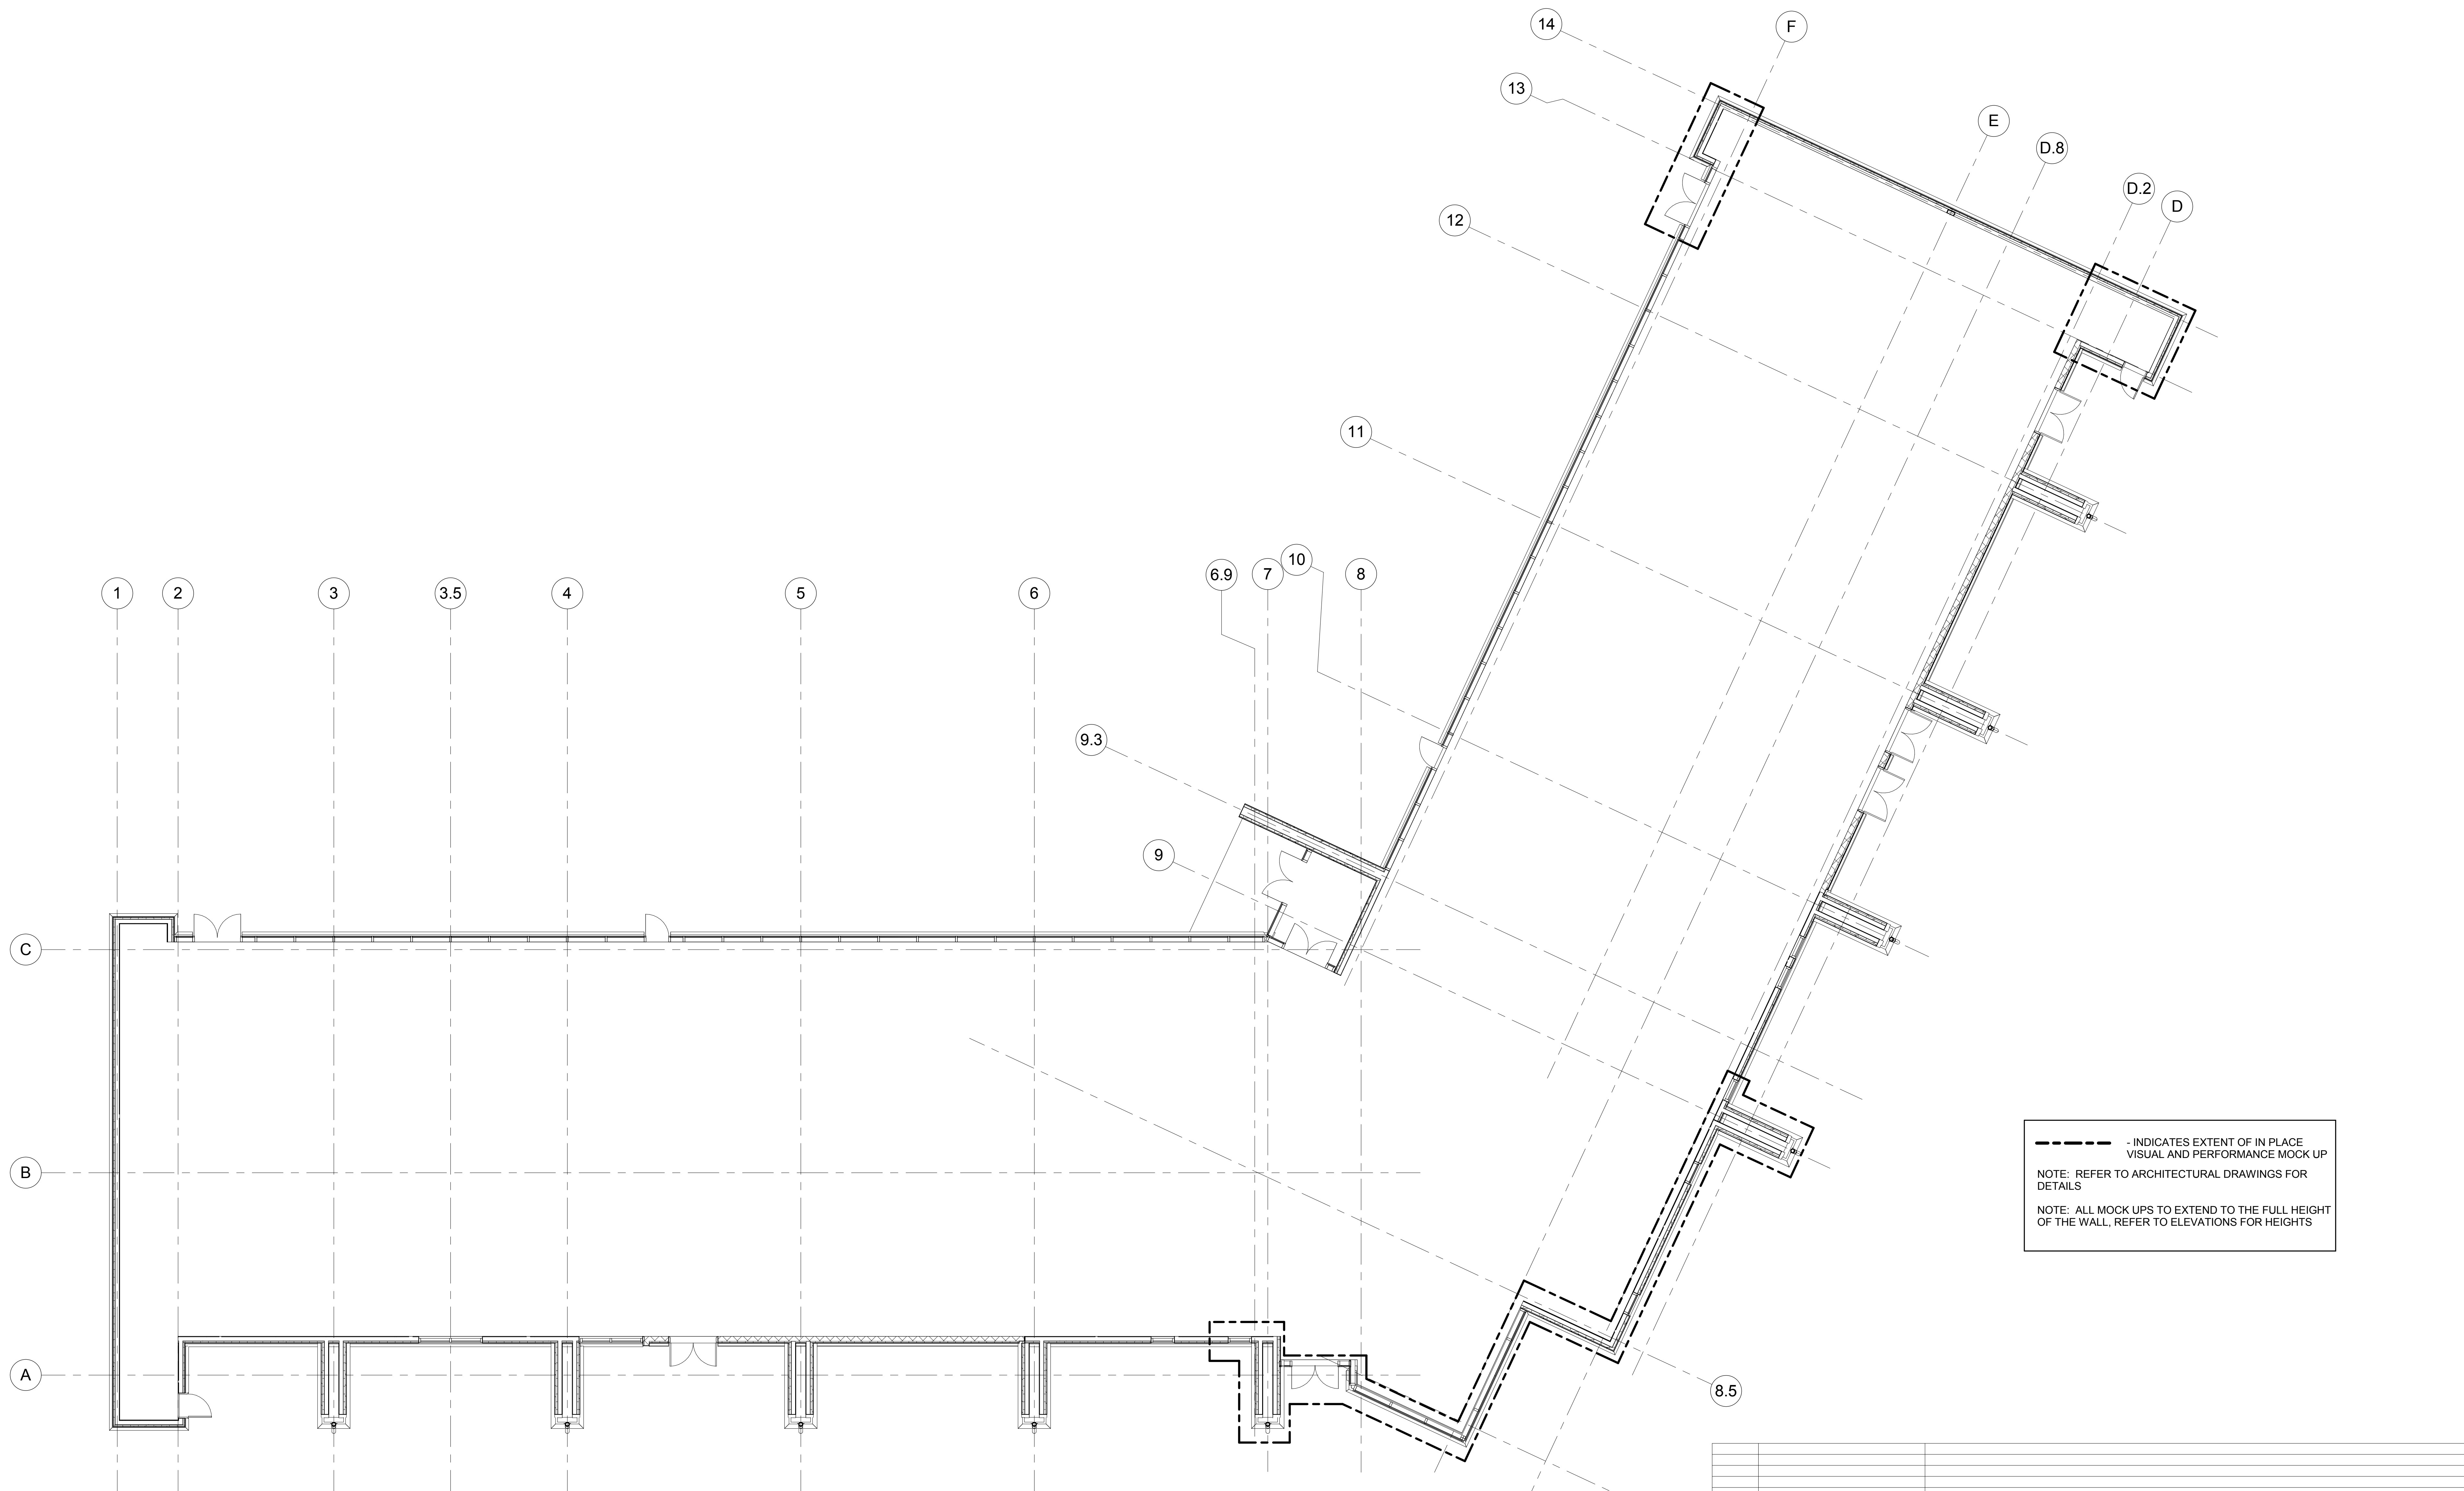 14
F
13
E
D.8
D.2
D
12
11
10
6.9
7
8
1
2
3
3.5
4
5
6
9.3
9
C
B
A
8.5
- INDICATES EXTENT OF IN PLACE
VISUAL AND PERFORMANCE MOCK UP
NOTE: REFER TO ARCHITECTURAL DRAWINGS FOR
DETAILS
NOTE: ALL MOCK UPS TO EXTEND TO THE FULL HEIGHT
OF THE WALL, REFER TO ELEVATIONS FOR HEIGHTS